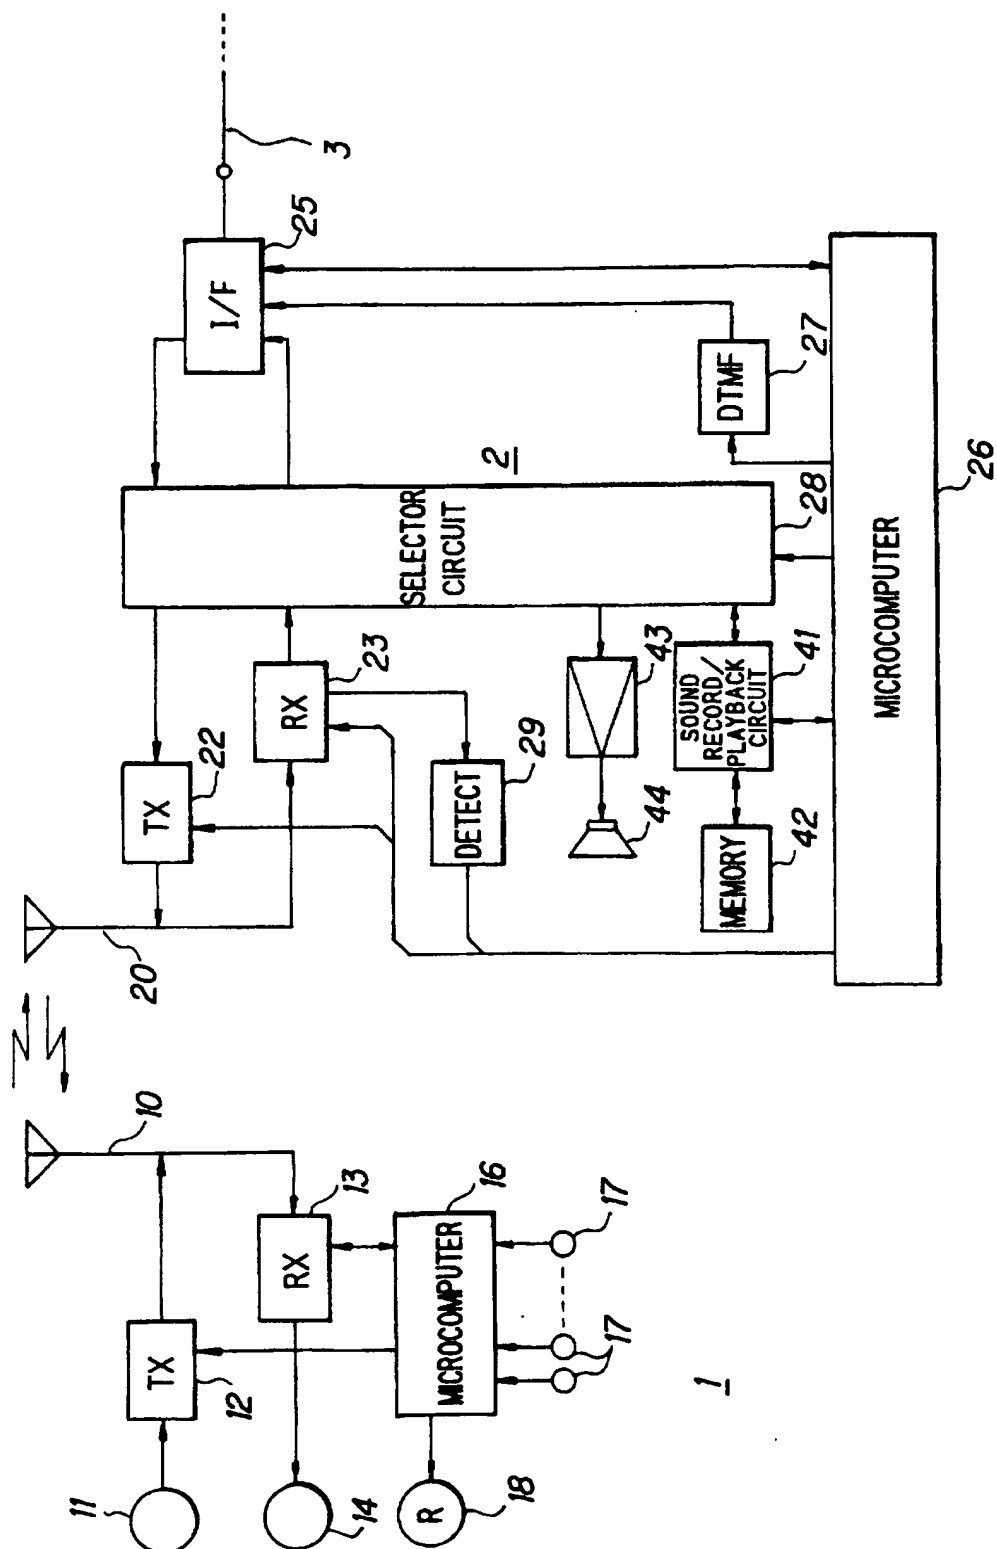 11
TX
12
10
RX
13
14
MICROCOMPUTER
16
R
18
17
17
1
20
TX
22
RX
23
DETECT
29
SELECTOR
CIRCUIT
28
2
I/F
25
3
43
44
SOUND
RECORD/
PLAYBACK
CIRCUIT
41
MEMORY
42
DTMF
27
MICROCOMPUTER
26